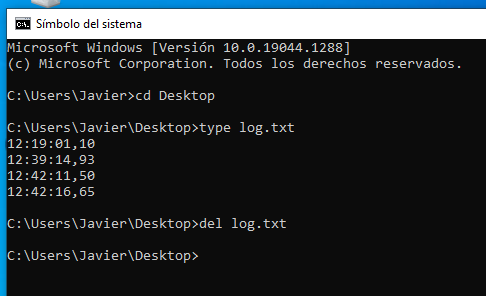 Símbolo del sistema
Microsoft Windows [Versión 10.0.19044.1288]
(c) Microsoft Corporation. Todos los derechos reservados.
C:\Users\Javier>cd Desktop
C:\Users\Javier\Desktop>type log.txt
12:19:01,10
12:39:14,93
12:42:11,50
12:42:16,65
C:\Users\Javier\Desktop>del log.txt
C:\Users\Javier\Desktop>